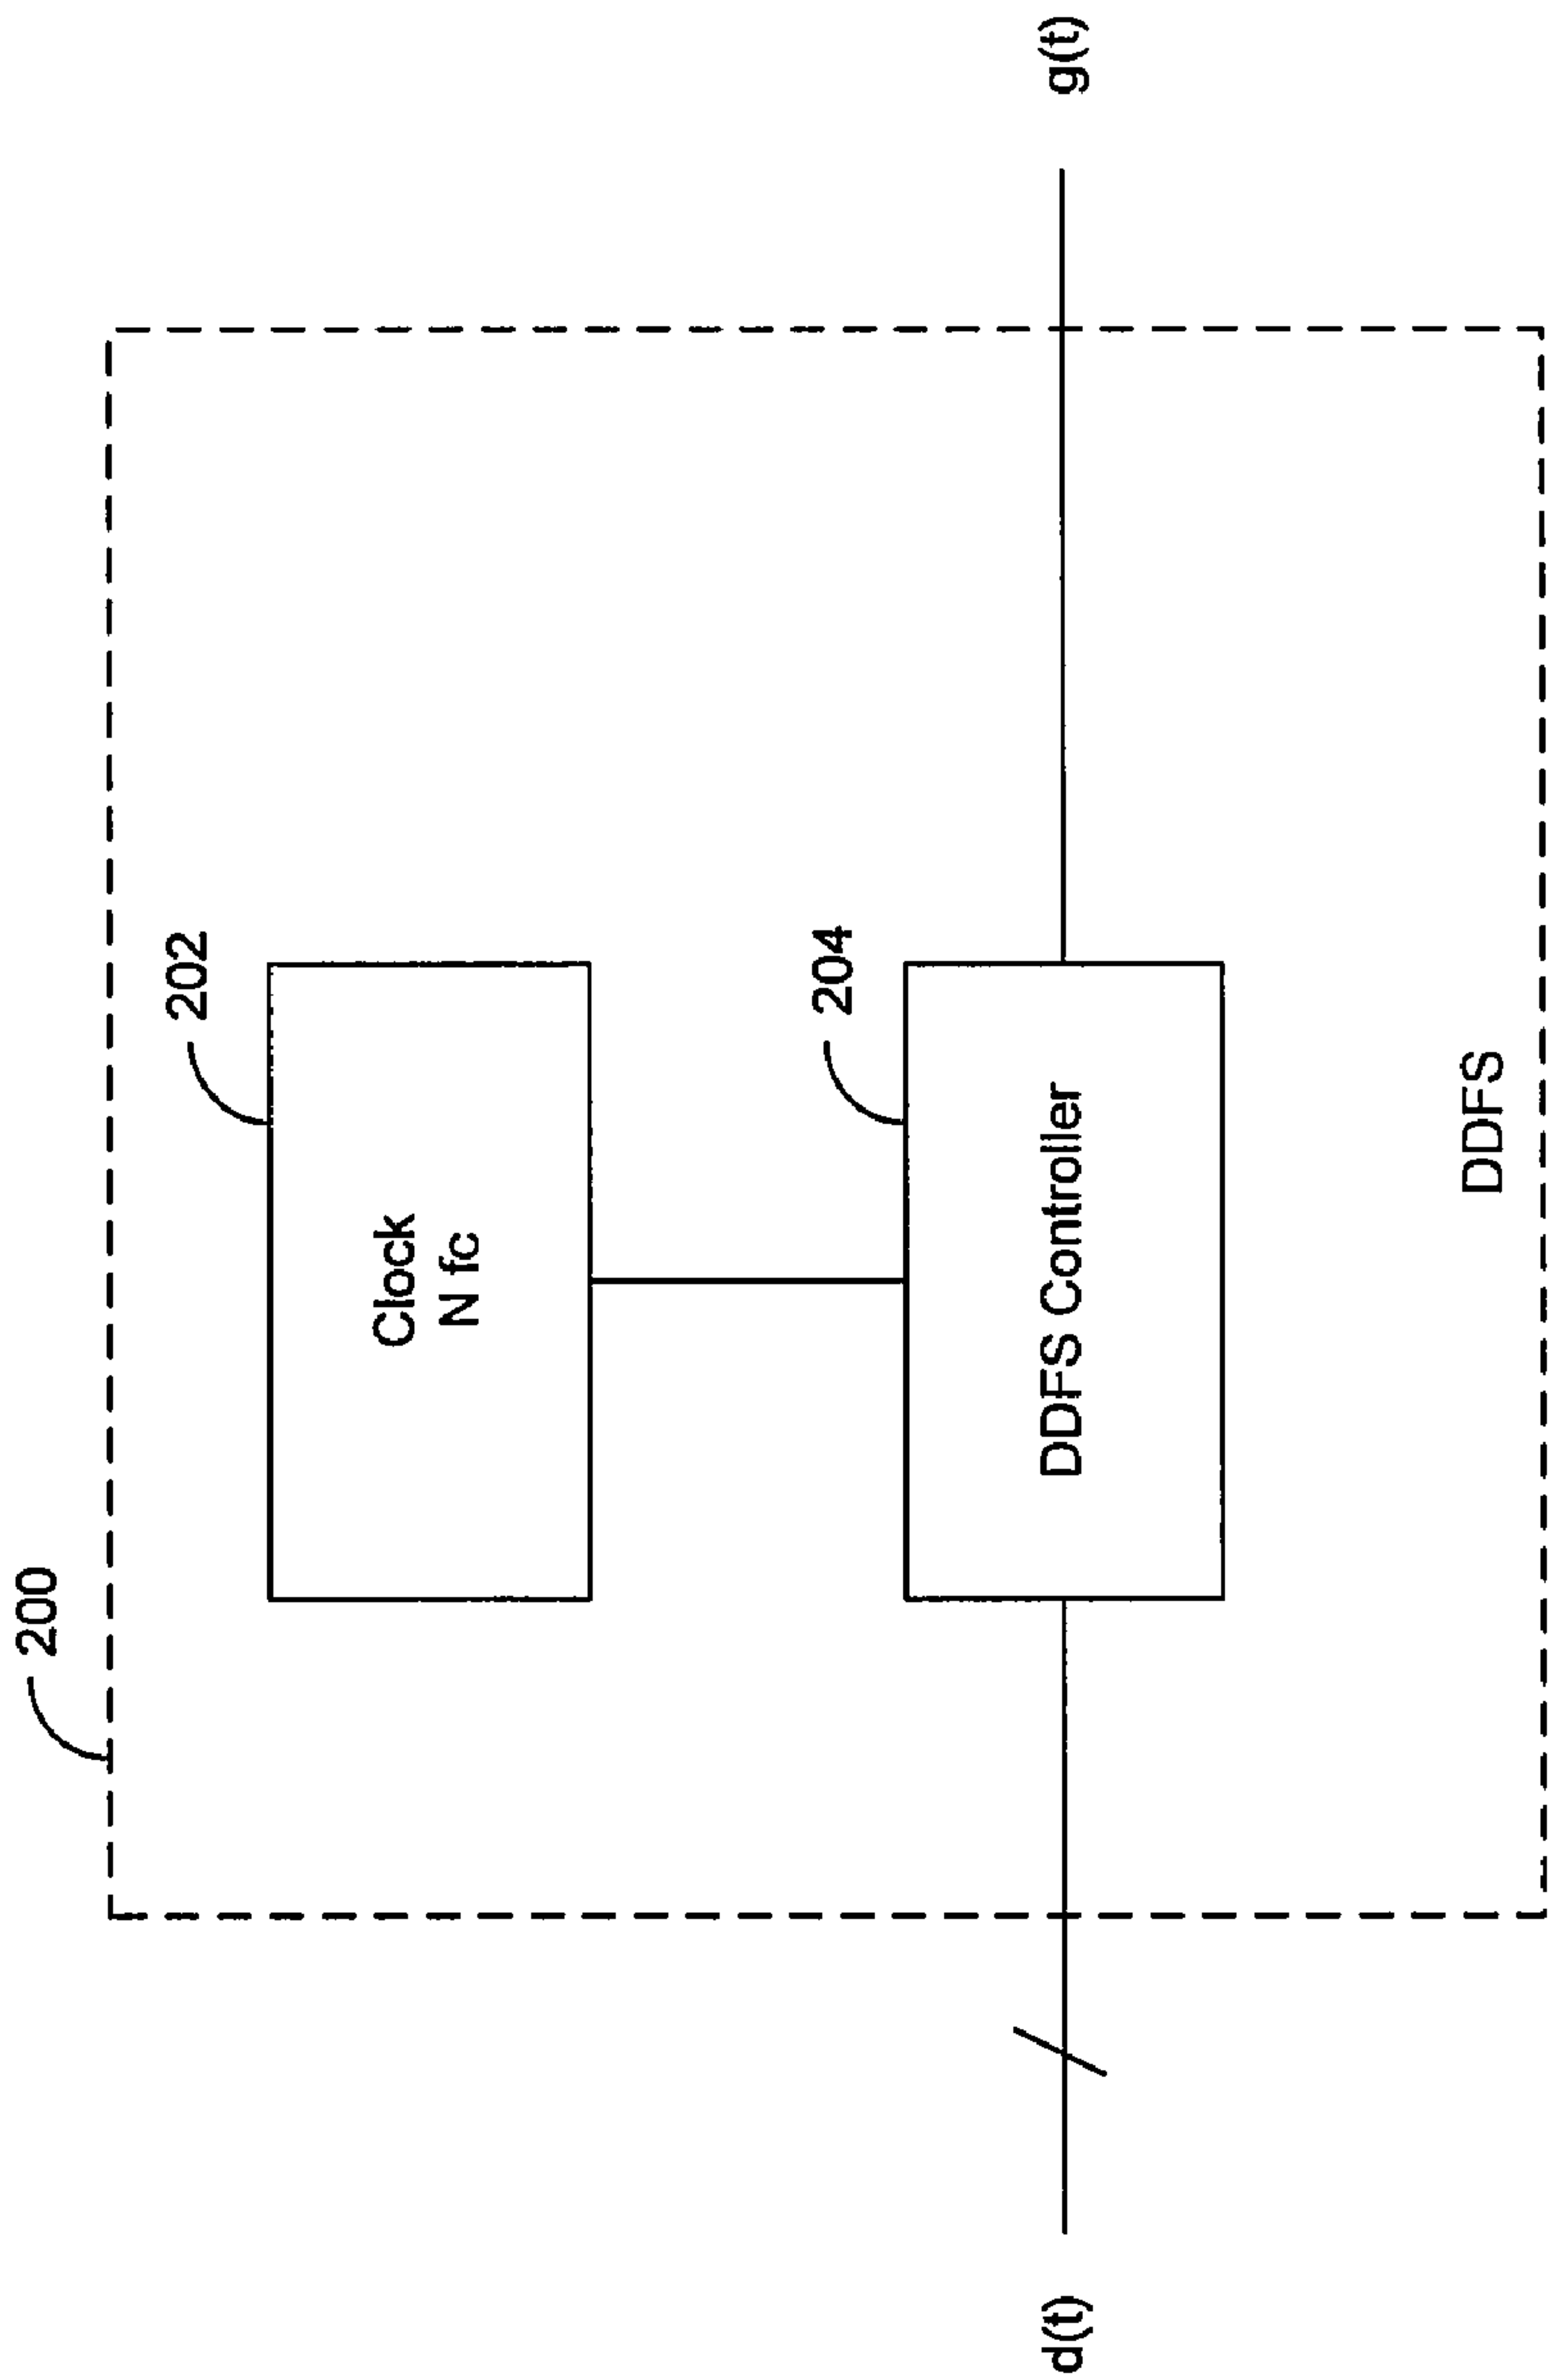 200
202
Clock
N fc
204
d(t)
DDFS Controller
g(t)
DDFS